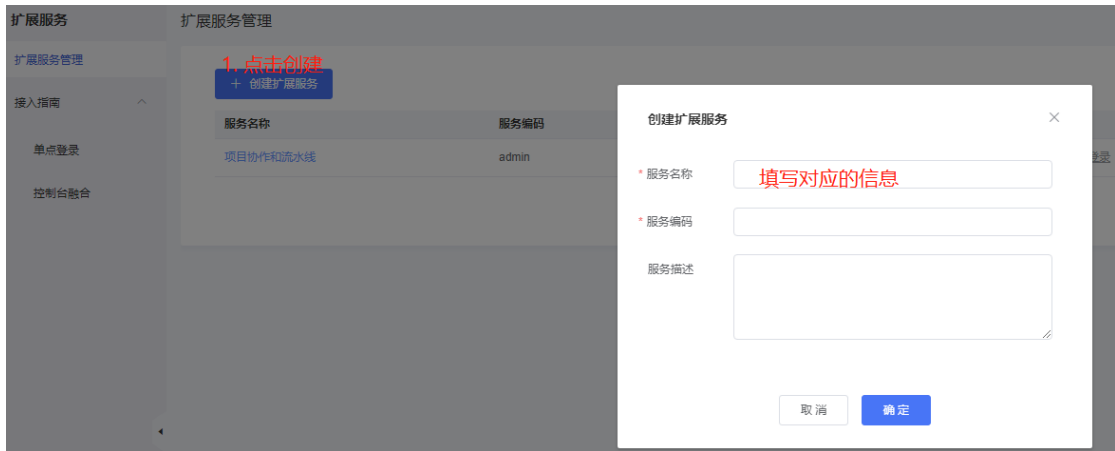 扩展服务
扩展服务管理
扩展服务管理
接入指南
单点登录
控制台融合
1. 点击创建
+ 创建扩展服务
服务名称 服务编码
项目协作和流水线 admin
登录
创建扩展服务
* 服务名称
填写对应的信息
* 服务编码
服务描述
取消 确定